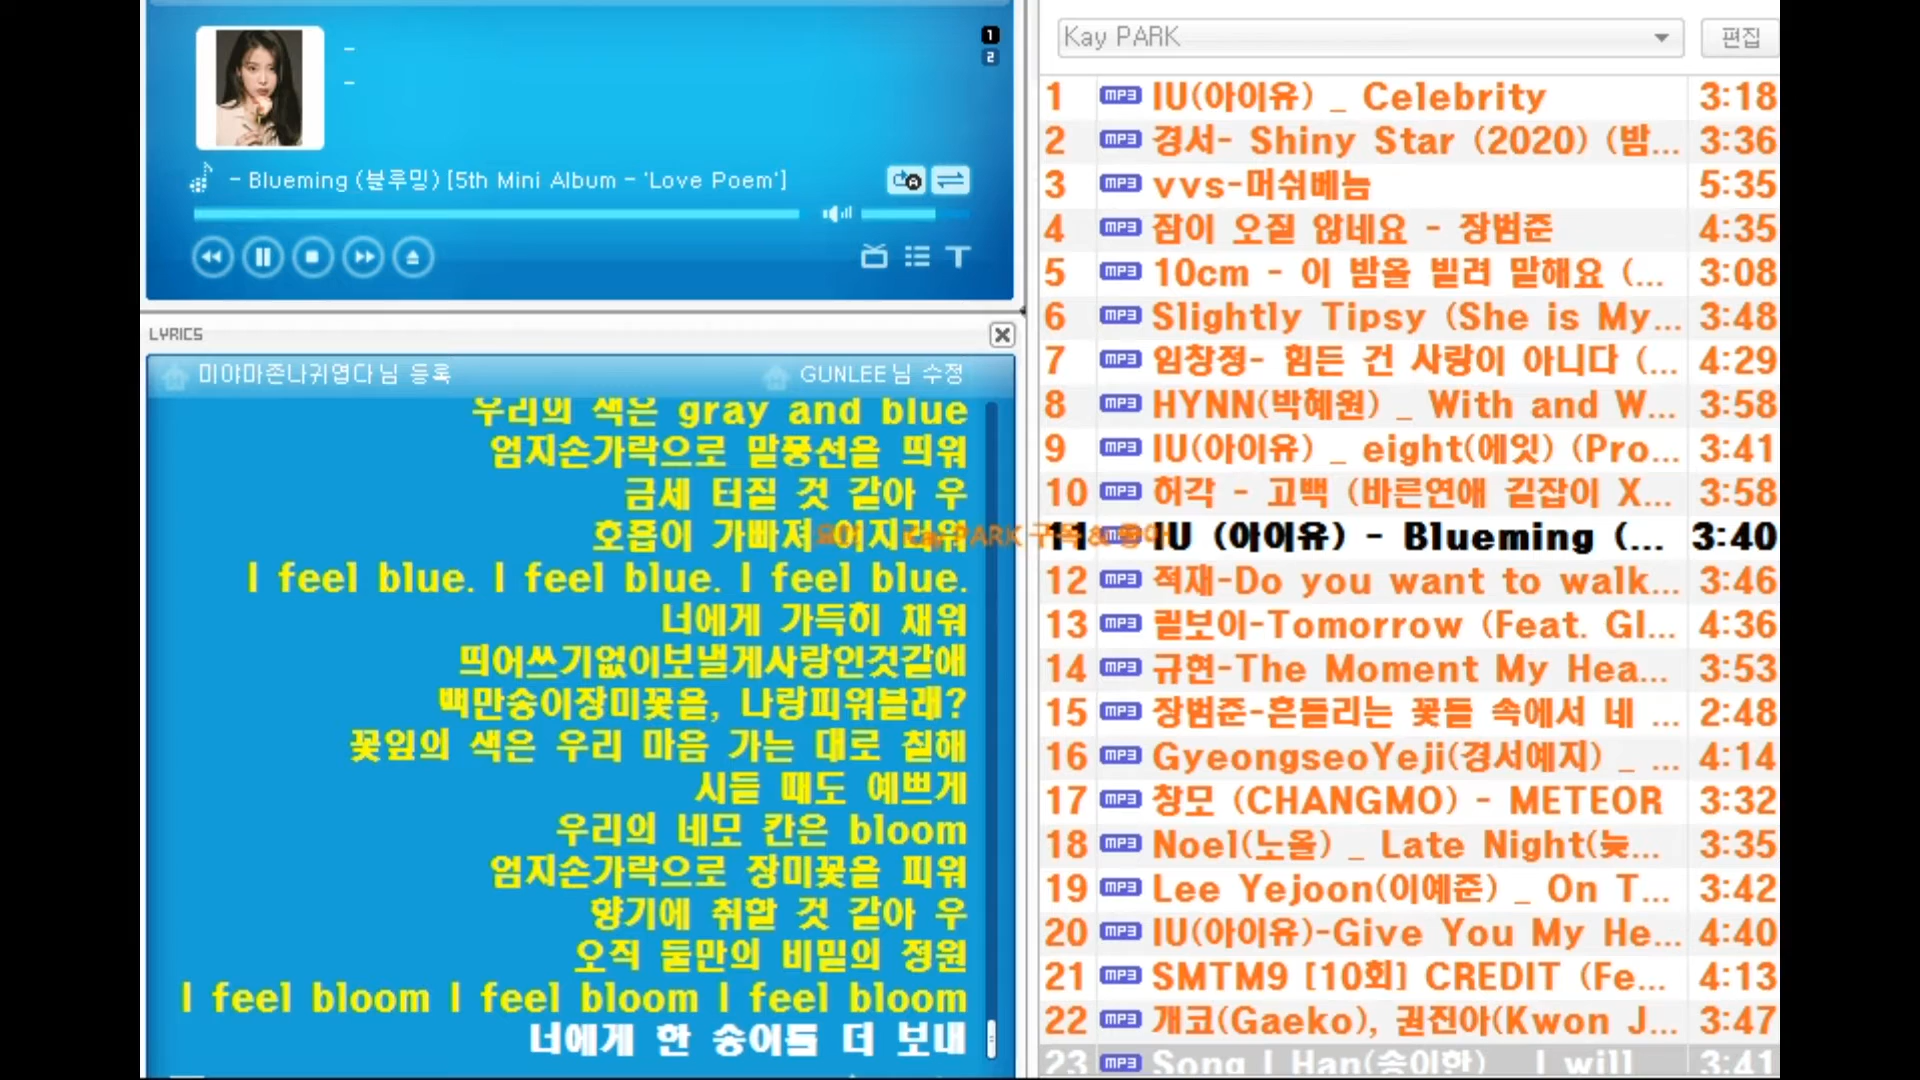 1
2
- Blueming (블루밍) [5th Mini Album - 'Love Poem']
LYRICS
미야마존나귀엽다님 등록
GUNLEE님 수정
우리의 색은 gray and blue
엄지손가락으로 말풍선을 띄워
금세 터질 것 같아 우
호흡이 가빠져 어지러워
I feel blue. I feel blue. I feel blue.
너에게 가득히 채워
띄어쓰기없이보낼게사랑인것같애
백만송이장미꽃을, 나랑피워볼래?
꽃잎의 색은 우리 마음 가는 대로 칠해
시들 때도 예쁘게
우리의 네모 칸은 bloom
엄지손가락으로 장미꽃을 피워
향기에 취할 것 같아 우
오직 둘만의 비밀의 정원
I feel bloom I feel bloom I feel bloom
너에게 한 송이를 더 보내
Kay PARK
편집
1 MP3 IU(아이유) _ Celebrity 3:18
2 MP3 경서- Shiny Star (2020) (밤... 3:36
3 MP3 vvs-머쉬베놈 5:35
4 MP3 잠이 오질 않네요 - 장범준 4:35
5 MP3 10cm - 이 밤을 빌려 말해요 (... 3:08
6 MP3 Slightly Tipsy (She is My... 3:48
7 MP3 임창정- 힘든 건 사랑이 아니다 (... 4:29
8 MP3 HYNN(박혜원) _ With and W... 3:58
9 MP3 IU(아이유) _ eight(에잇) (Pro... 3:41
10 MP3 허각 - 고백 (바른연애 길잡이 X... 3:58
11 MP3 IU (아이유) - Blueming (... 3:40
12 MP3 적재-Do you want to walk... 3:46
13 MP3 릴보이-Tomorrow (Feat. Gl... 4:36
14 MP3 규현-The Moment My Hea... 3:53
15 MP3 장범준-흔들리는 꽃들 속에서 네 ... 2:48
16 MP3 GyeongseoYeji(경서예지) _ ... 4:14
17 MP3 창모 (CHANGMO) - METEOR 3:32
18 MP3 Noel(노을) _ Late Night(늦... 3:35
19 MP3 Lee Yejoon(이예준) _ On T... 3:42
20 MP3 IU(아이유)-Give You My He... 4:40
21 MP3 SMTM9 [10회] CREDIT (Fe... 4:13
22 MP3 개코(Gaeko), 권진아(Kwon J... 3:47
23 MP3 Song I Han(송이한) _ I will 3:41
Kay PARK 구독 &